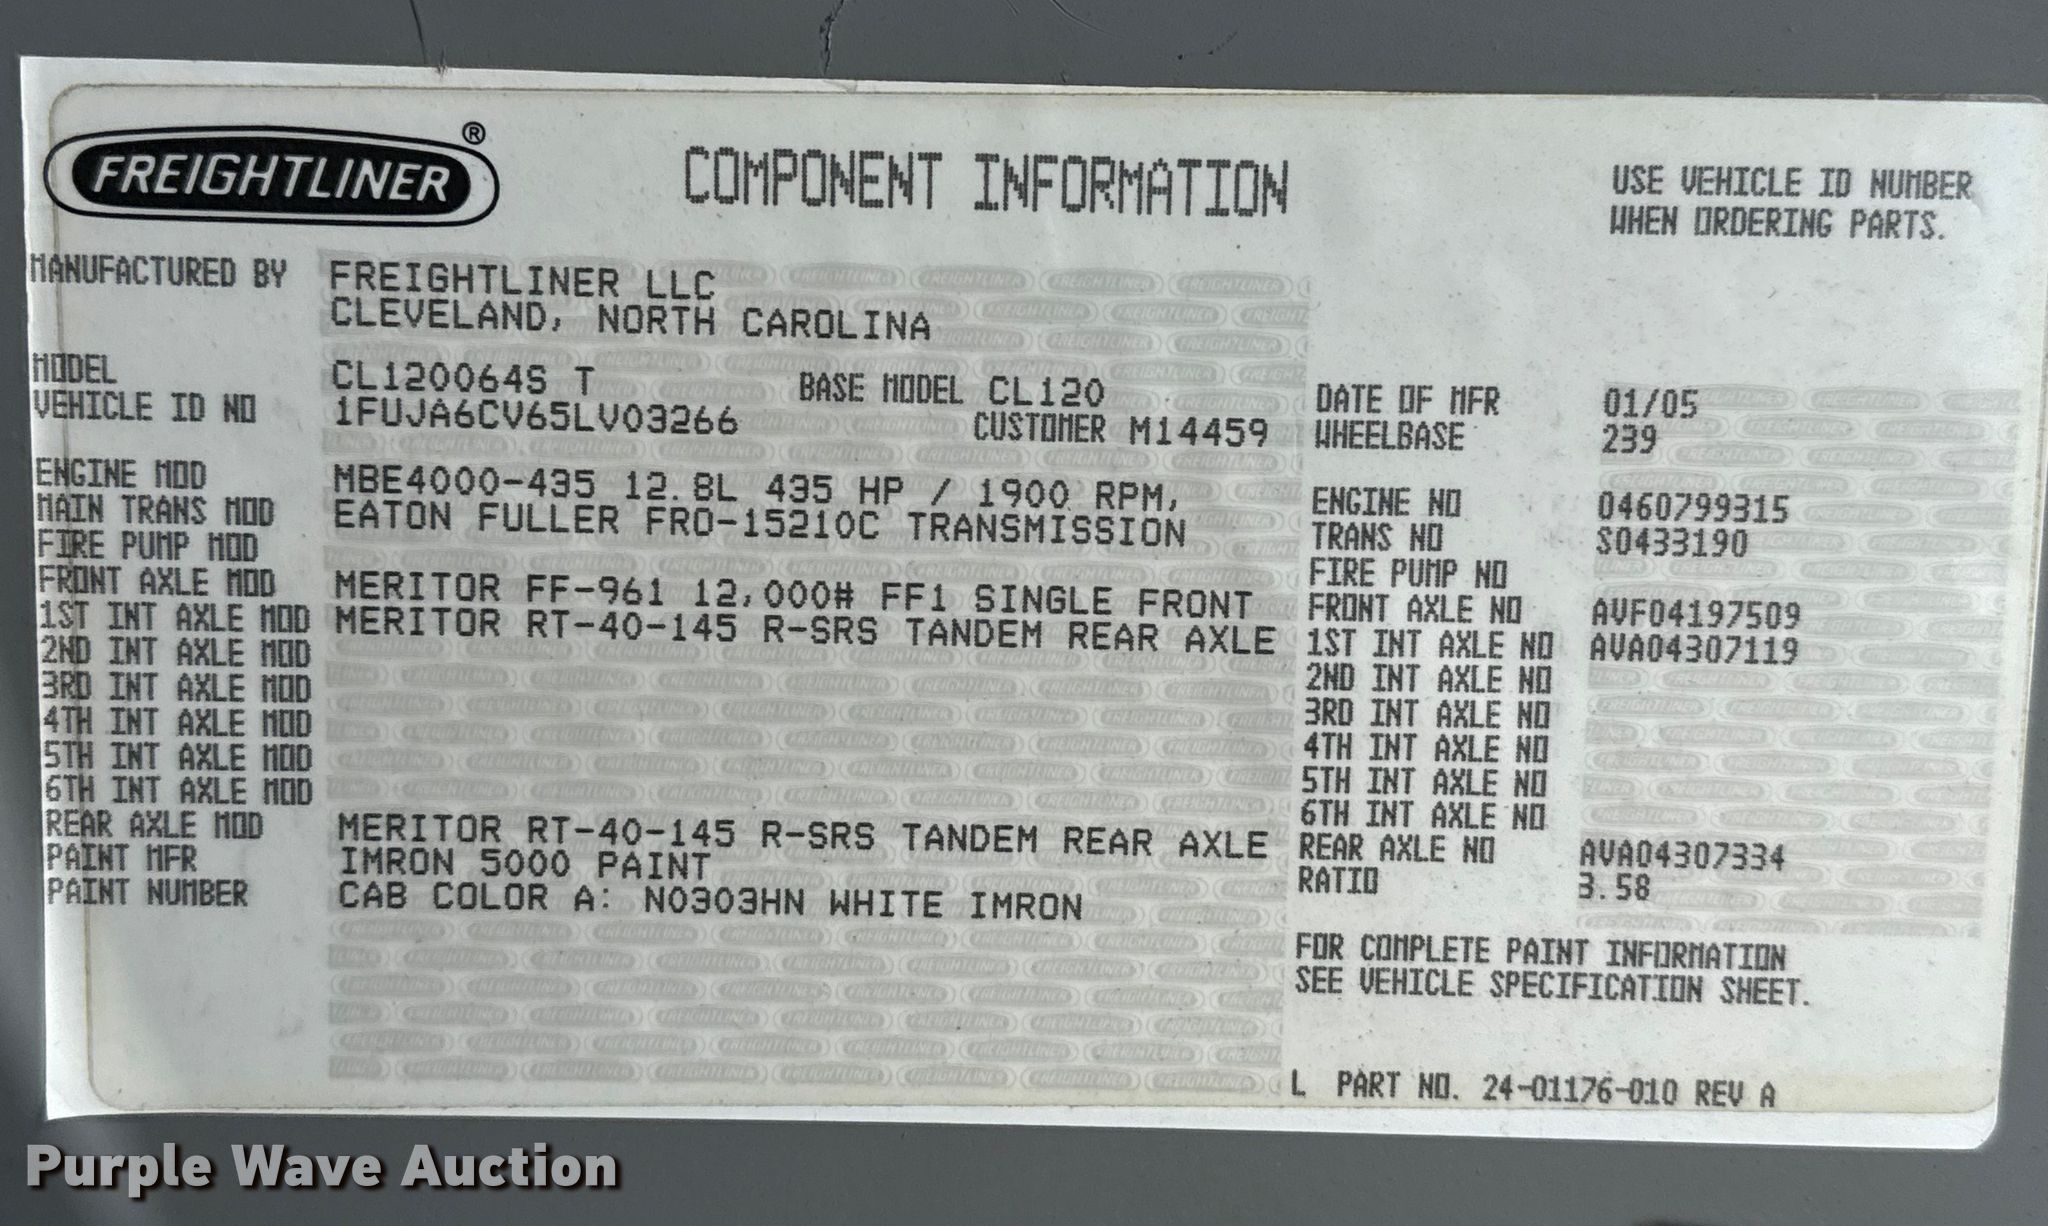 FREIGHTLINER®
COMPONENT INFORMATION
USE VEHICLE ID NUMBER
WHEN ORDERING PARTS.
MANUFACTURED BY FREIGHTLINER LLC
CLEVELAND, NORTH CAROLINA
MODEL CL120064S T BASE MODEL CL120 DATE OF MFR 01/05
VEHICLE ID NO 1FUJA6CV65LV03266 CUSTOMER M14459 WHEELBASE 239
ENGINE MOD MBE4000-435 12.8L 435 HP / 1900 RPM, ENGINE NO 0460799315
MAIN TRANS MOD EATON FULLER FRO-15210C TRANSMISSION TRANS NO S0433190
FIRE PUMP MOD FIRE PUMP NO
FRONT AXLE MOD MERITOR FF-961 12,000# FF1 SINGLE FRONT FRONT AXLE NO AVF04197509
1ST INT AXLE MOD MERITOR RT-40-145 R-SRS TANDEM REAR AXLE 1ST INT AXLE NO AVA04307119
2ND INT AXLE MOD 2ND INT AXLE NO
3RD INT AXLE MOD 3RD INT AXLE NO
4TH INT AXLE MOD 4TH INT AXLE NO
5TH INT AXLE MOD 5TH INT AXLE NO
6TH INT AXLE MOD 6TH INT AXLE NO
REAR AXLE MOD MERITOR RT-40-145 R-SRS TANDEM REAR AXLE REAR AXLE NO AVA04307334
PAINT MFR IMRON 5000 PAINT RATIO 3.58
PAINT NUMBER CAB COLOR A: N0303HN WHITE IMRON
FOR COMPLETE PAINT INFORMATION
SEE VEHICLE SPECIFICATION SHEET.
L PART NO. 24-01176-010 REV A
Purple Wave Auction